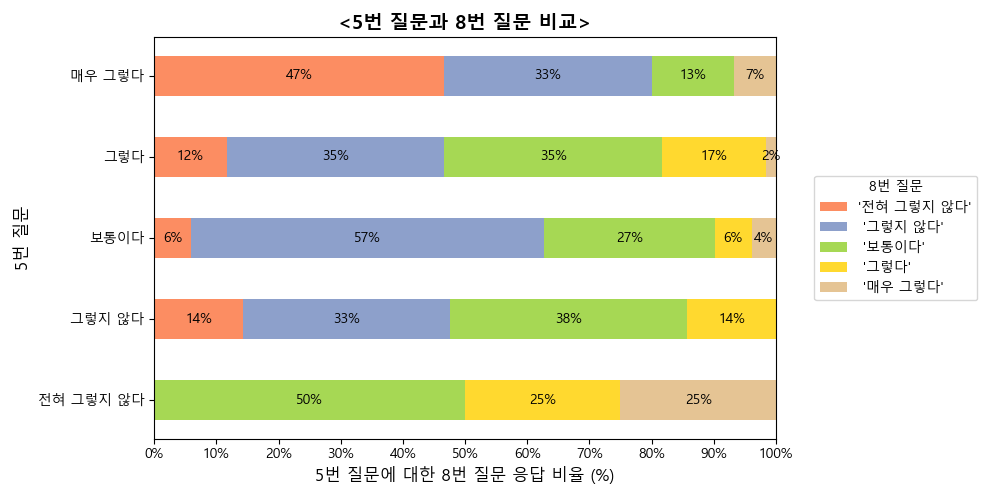 <5번 질문과 8번 질문 비교>
5번 질문
매우 그렇다
47% 33% 13% 7%
그렇다
12% 35% 35% 17% 2%
보통이다
6% 57% 27% 6% 4%
그렇지 않다
14% 33% 38% 14%
전혀 그렇지 않다
50% 25% 25%
0% 10% 20% 30% 40% 50% 60% 70% 80% 90% 100%
5번 질문에 대한 8번 질문 응답 비율 (%)
8번 질문
'전혀 그렇지 않다'
'그렇지 않다'
'보통이다'
'그렇다'
'매우 그렇다'